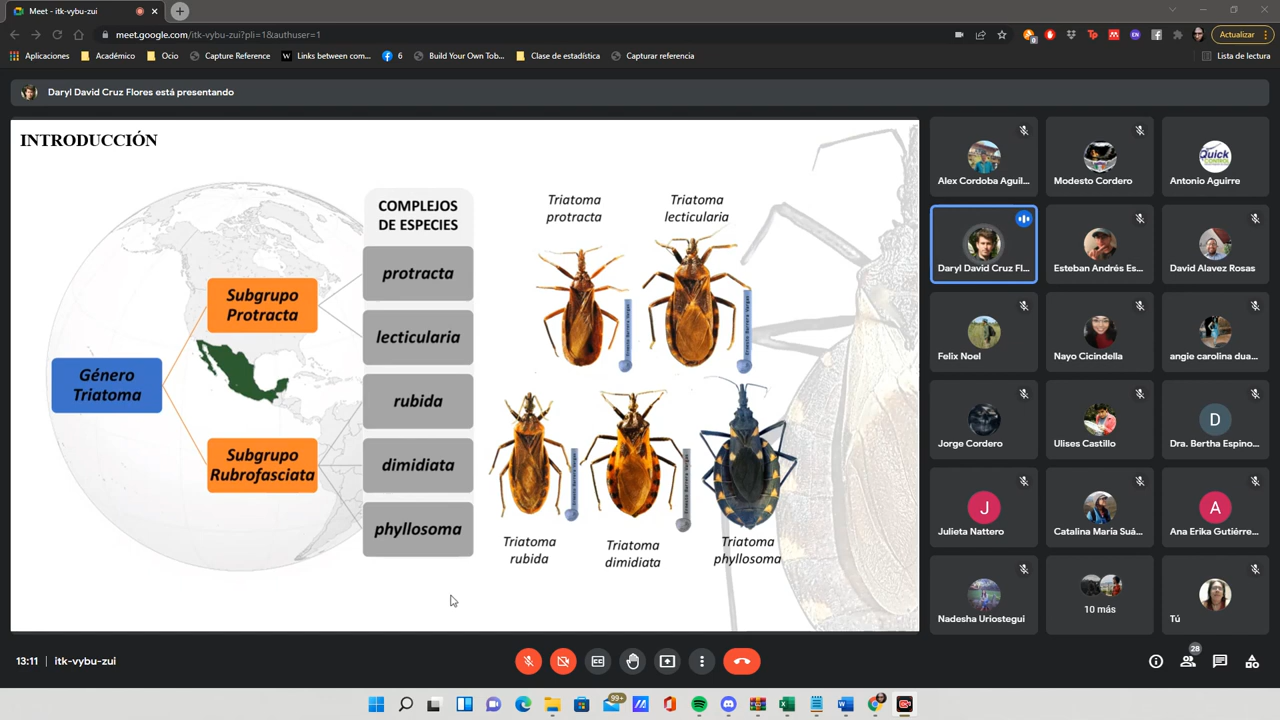 Meet - itk-vybu-zui
meet.google.com/itk-vybu-zui?pli=1&authuser=1
Actualizar
Aplicaciones
Académico
Ocio
Capture Reference
Links between com...
6
Build Your Own Tob...
Clase de estadística
Capturar referencia
Lista de lectura
Daryl David Cruz Flores está presentando
INTRODUCCIÓN
Género
Triatoma
Subgrupo
Protracta
Subgrupo
Rubrofasciata
COMPLEJOS
DE ESPECIES
protracta
lecticularia
rubida
dimidiata
phyllosoma
Triatoma
protracta
Triatoma
lecticularia
Triatoma
rubida
Triatoma
dimidiata
Triatoma
phyllosoma
Alex Cordoba Aguil...
Modesto Cordero
Quick
CONTROL
Antonio Aguirre
Daryl David Cruz Fl...
Esteban Andrés Es...
David Alavez Rosas
Felix Noel
Nayo Cicindella
angie carolina dua...
Jorge Cordero
Ulises Castillo
D
Dra. Bertha Espino...
J
Julieta Nattero
Catalina María Suá...
A
Ana Erika Gutiérre...
Nadesha Uriostegui
10 más
Tú
13:11
itk-vybu-zui
28
99+